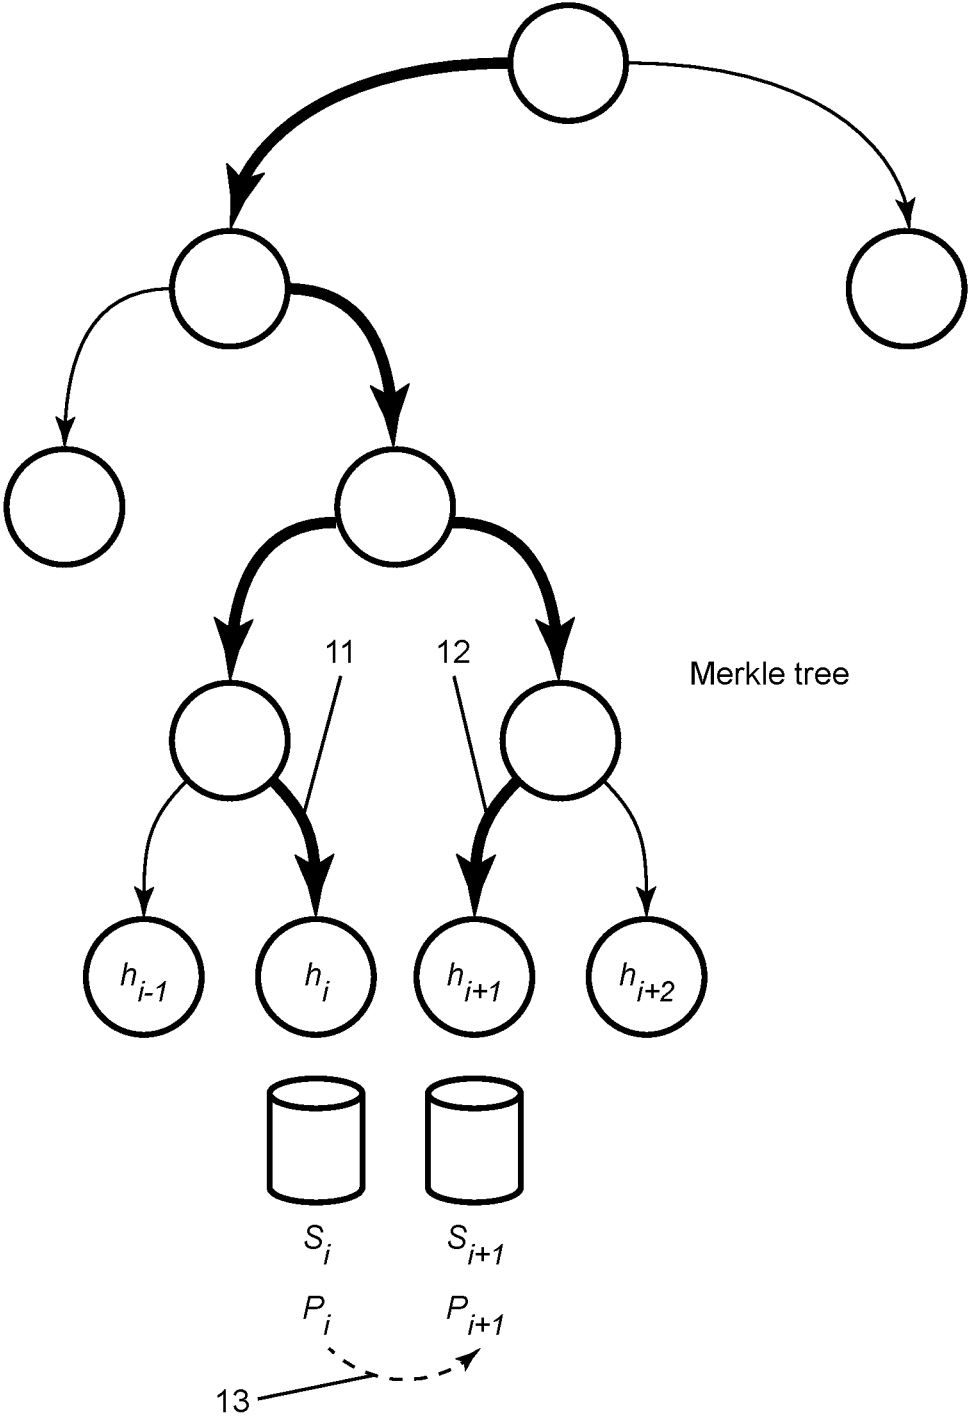 11 12
Merkle tree
h_{i-1} h_i h_{i+1} h_{i+2}
S_i S_{i+1}
P_i P_{i+1}
13